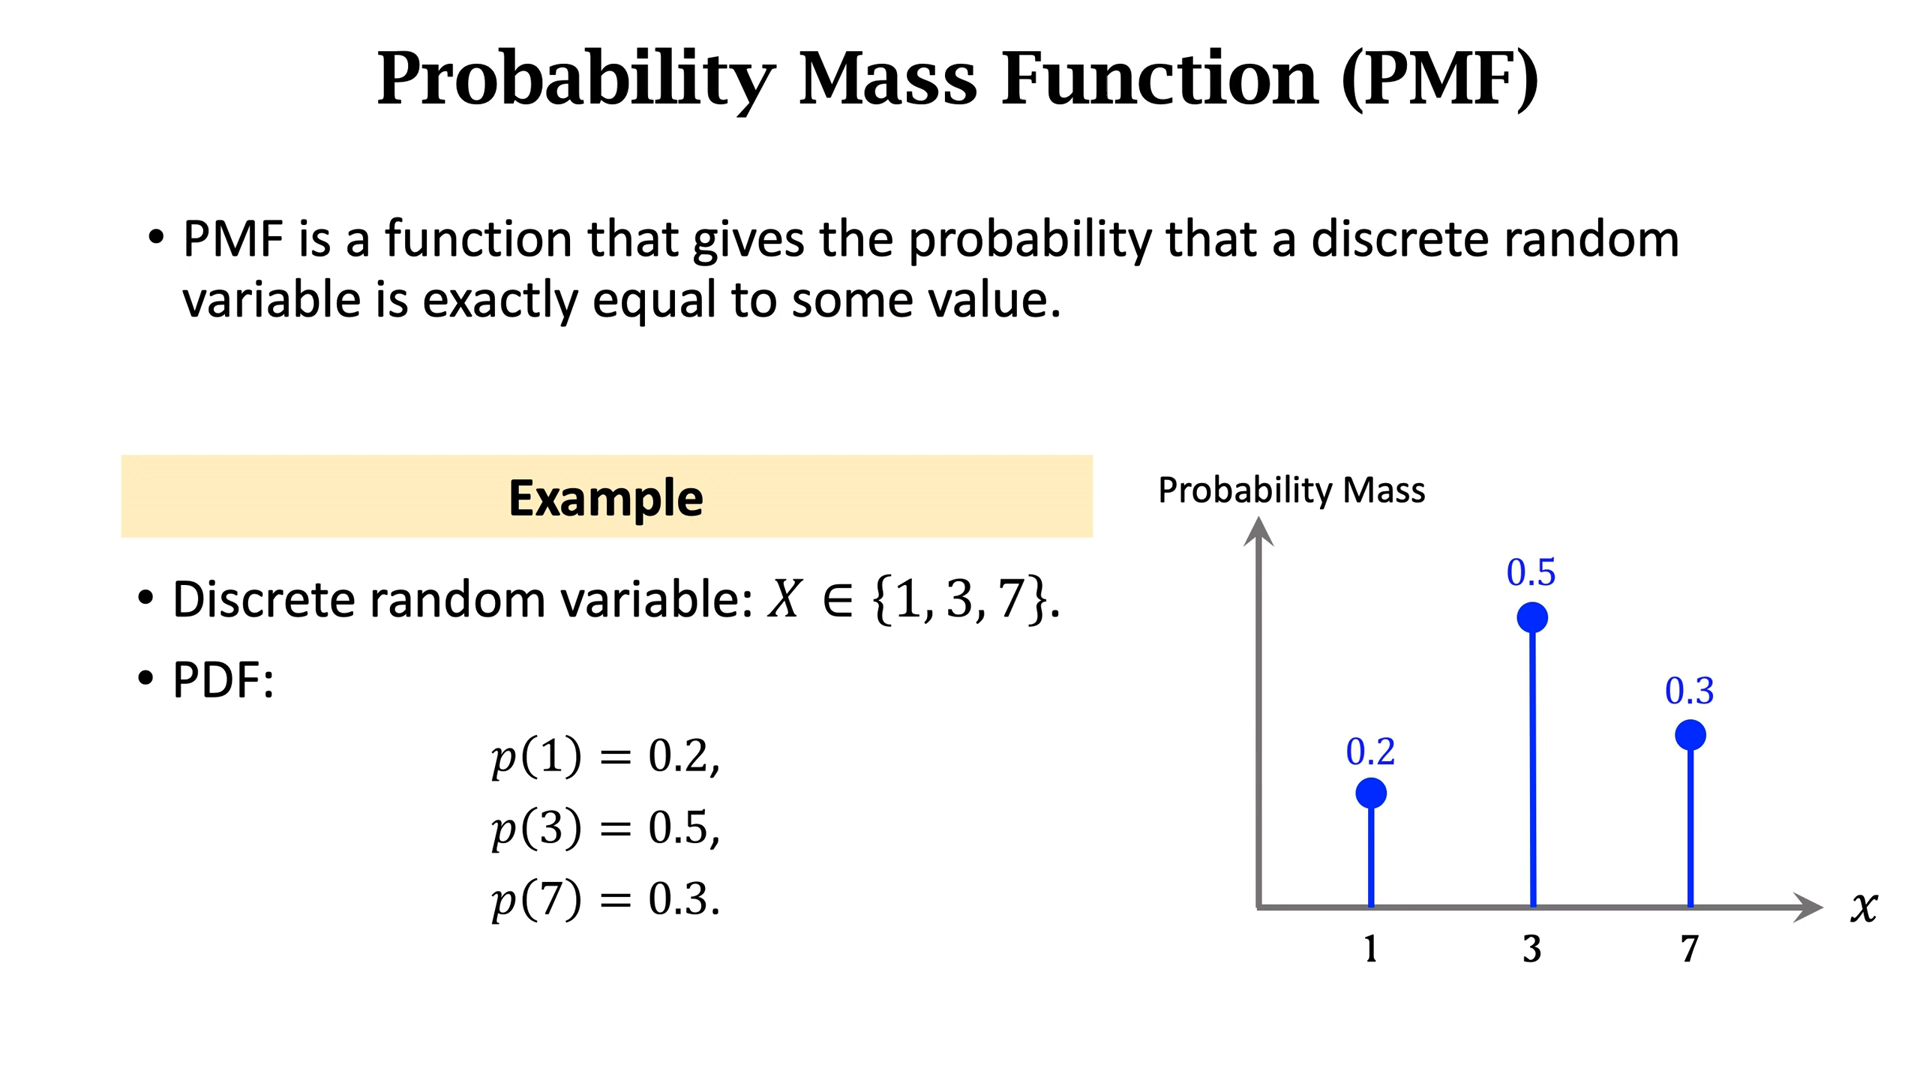 Probability Mass Function (PMF)
• PMF is a function that gives the probability that a discrete random
variable is exactly equal to some value.
Example
• Discrete random variable: X ∈ {1, 3, 7}.
• PDF:
p(1) = 0.2,
p(3) = 0.5,
p(7) = 0.3.
Probability Mass
0.5
0.3
0.2
x
1 3 7